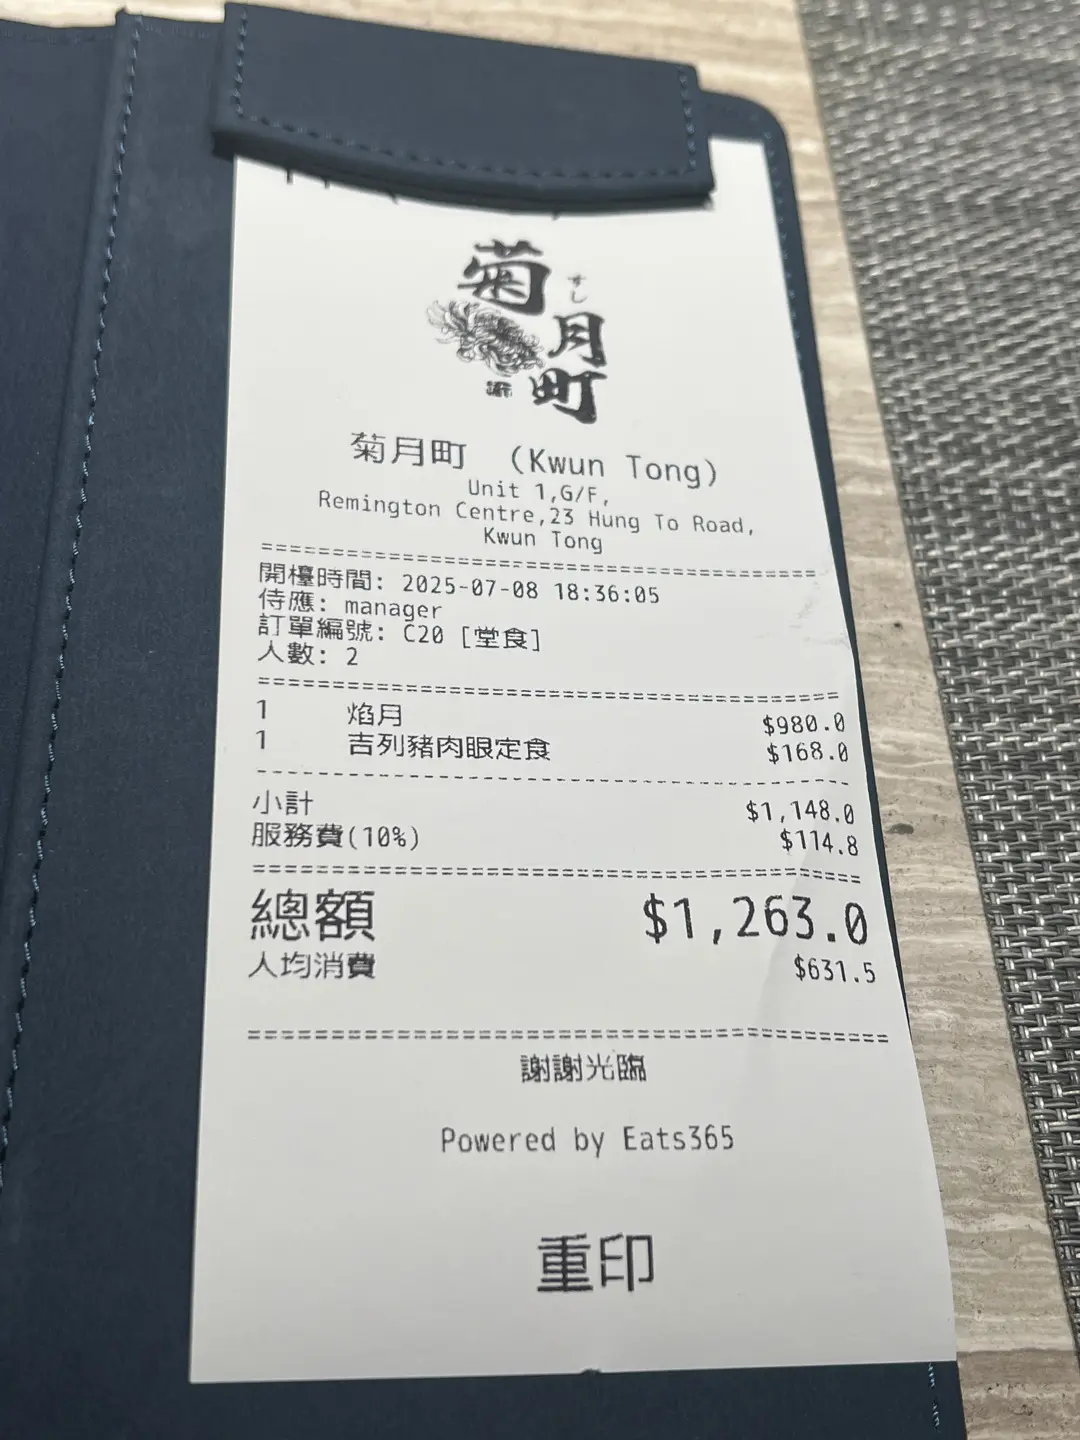 菊月町
すし
菊月町 (Kwun Tong)
Unit 1,G/F,
Remington Centre,23 Hung To Road,
Kwun Tong
開檯時間: 2025-07-08 18:36:05
侍應: manager
訂單編號: C20 [堂食]
人數: 2
1 焰月 $980.0
1 吉列豬肉眼定食 $168.0
小計 $1,148.0
服務費(10%) $114.8
總額 $1,263.0
人均消費 $631.5
謝謝光臨
Powered by Eats365
重印